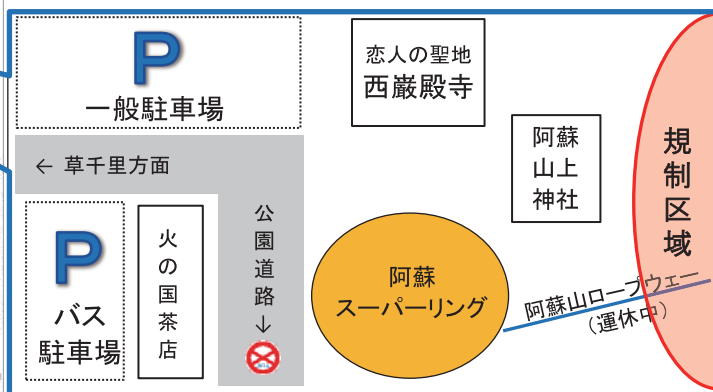 P
一般駐車場
恋人の聖地
西巌殿寺
阿蘇
山上
神社
規制区域
← 草千里方面
P
バス
駐車場
火の国茶店
公園道路↓
阿蘇
スーパーリング
阿蘇山ロープウェー
(運休中)